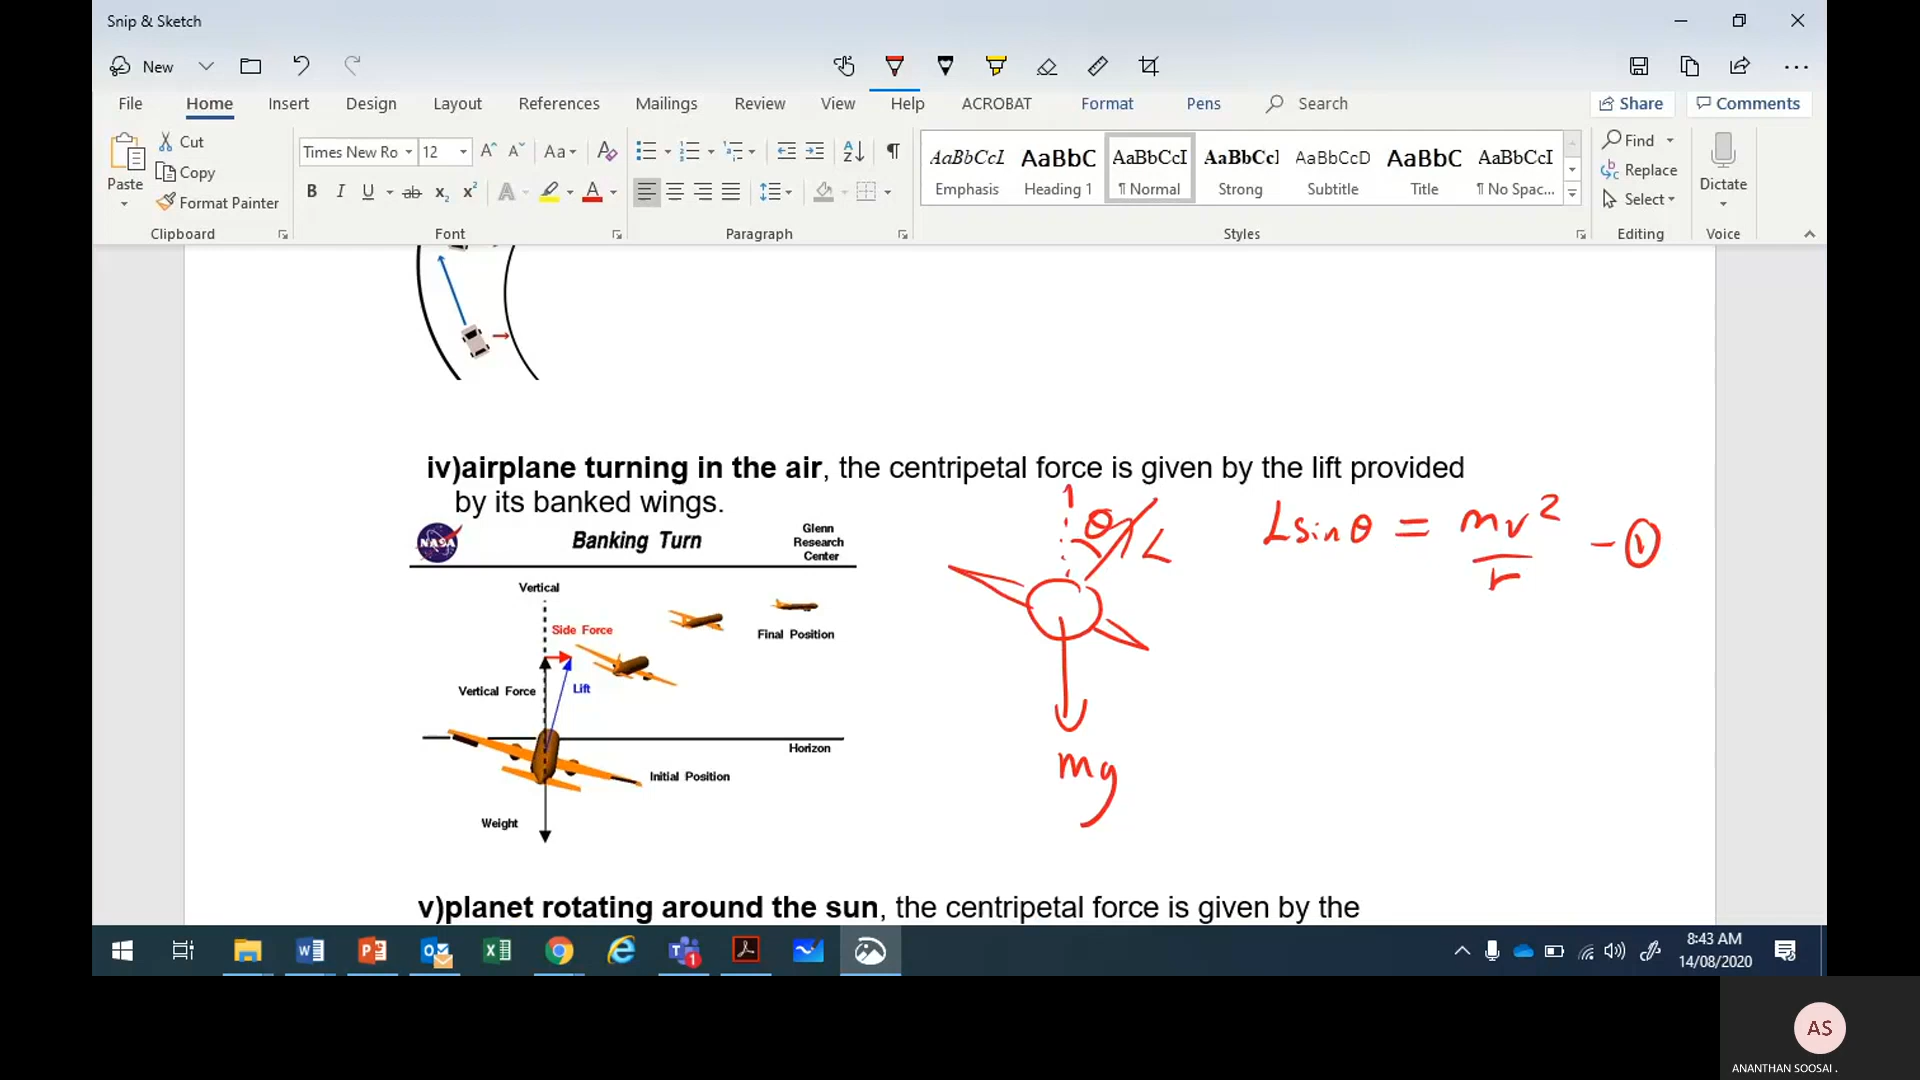 Snip & Sketch
New
File Home Insert Design Layout References Mailings Review View Help ACROBAT Format Pens Search Share Comments
Paste
Cut
Copy
Format Painter
Clipboard
Times New Ro 12
Font
Paragraph
AaBbCcI Emphasis
AaBbC Heading 1
AaBbCcI ¶ Normal
AaBbCcI Strong
AaBbCcD Subtitle
AaBbC Title
AaBbCcI ¶ No Spac...
Styles
Find
Replace
Select
Editing
Dictate
Voice
iv)airplane turning in the air, the centripetal force is given by the lift provided
by its banked wings.
NASA
Banking Turn
Glenn
Research
Center
Vertical
Side Force
Final Position
Vertical Force
Lift
Horizon
Initial Position
Weight
θ
L
mg
L sin θ = mv²/r - ①
v)planet rotating around the sun, the centripetal force is given by the
1
8:43 AM
14/08/2020
AS
ANANTHAN SOOSAI .